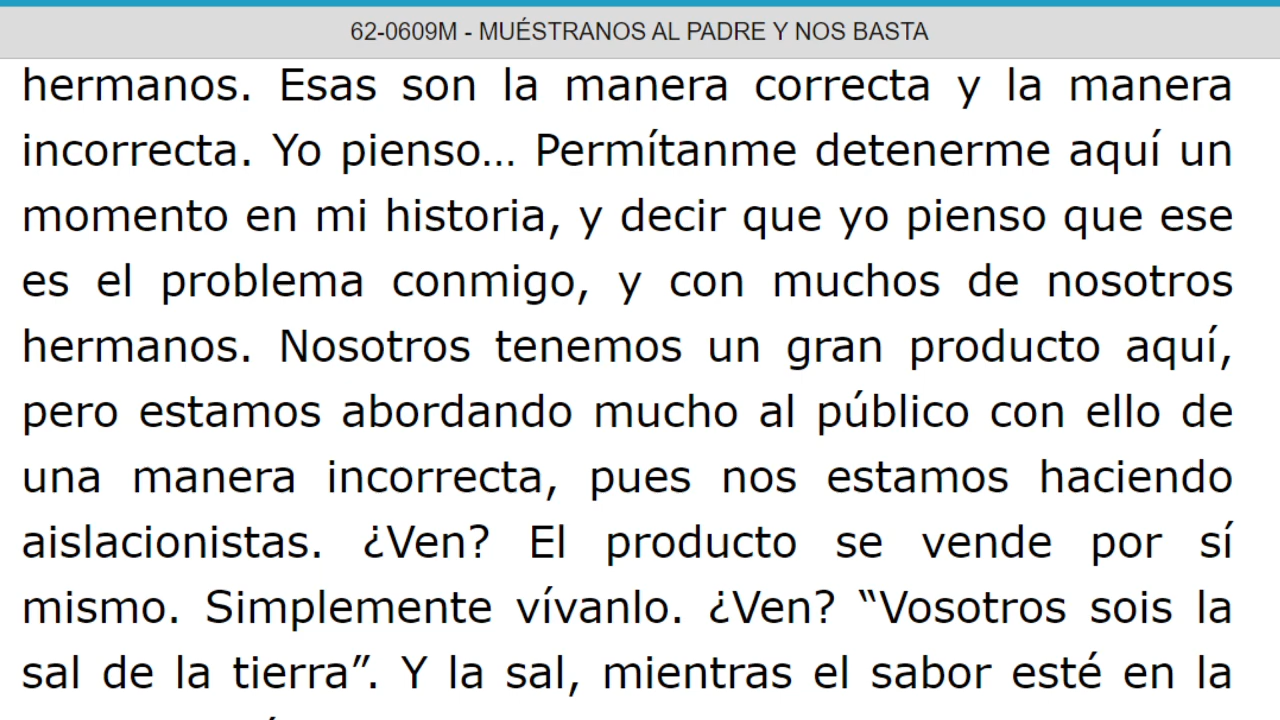 62-0609M - MUÉSTRANOS AL PADRE Y NOS BASTA
hermanos. Esas son la manera correcta y la manera
incorrecta. Yo pienso... Permítanme detenerme aquí un
momento en mi historia, y decir que yo pienso que ese
es el problema conmigo, y con muchos de nosotros
hermanos. Nosotros tenemos un gran producto aquí,
pero estamos abordando mucho al público con ello de
una manera incorrecta, pues nos estamos haciendo
aislacionistas. ¿Ven? El producto se vende por sí
mismo. Simplemente vívanlo. ¿Ven? “Vosotros sois la
sal de la tierra”. Y la sal, mientras el sabor esté en la